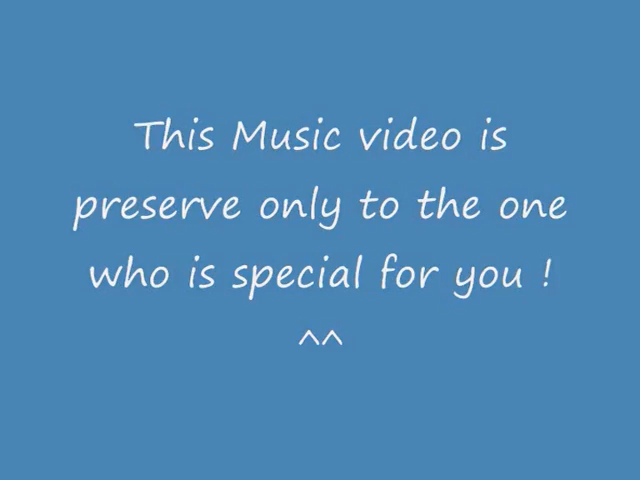 This Music video is
preserve only to the one
who is special for you !
^^